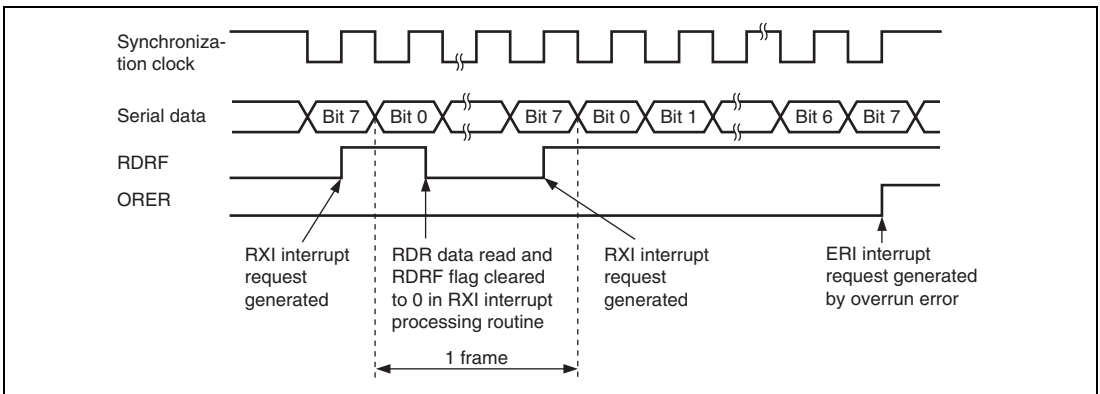 Synchroniza-
tion clock
Serial data
Bit 7 Bit 0 Bit 7 Bit 0 Bit 1 Bit 6 Bit 7
RDRF
ORER
RXI interrupt
request
generated
RDR data read and
RDRF flag cleared
to 0 in RXI interrupt
processing routine
RXI interrupt
request
generated
ERI interrupt
request generated
by overrun error
1 frame